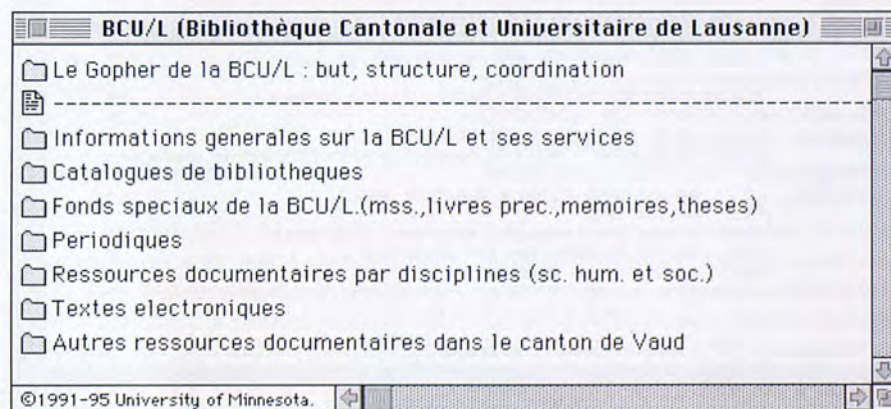 BCU/L (Bibliothèque Cantonale et Universitaire de Lausanne)
Le Gopher de la BCU/L : but, structure, coordination
------------------------------------------------------------
Informations generales sur la BCU/L et ses services
Catalogues de bibliotheques
Fonds speciaux de la BCU/L.(mss.,livres prec.,memoires,theses)
Periodiques
Ressources documentaires par disciplines (sc. hum. et soc.)
Textes electroniques
Autres ressources documentaires dans le canton de Vaud
©1991-95 University of Minnesota.